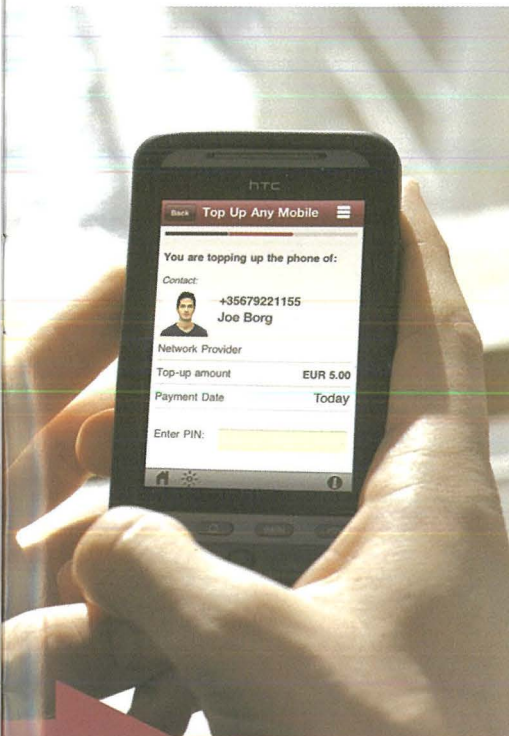 hTC
Back Top Up Any Mobile
You are topping up the phone of:
Contact:
+35679221155
Joe Borg
Network Provider
Top-up amount EUR 5.00
Payment Date Today
Enter PIN:
MENU